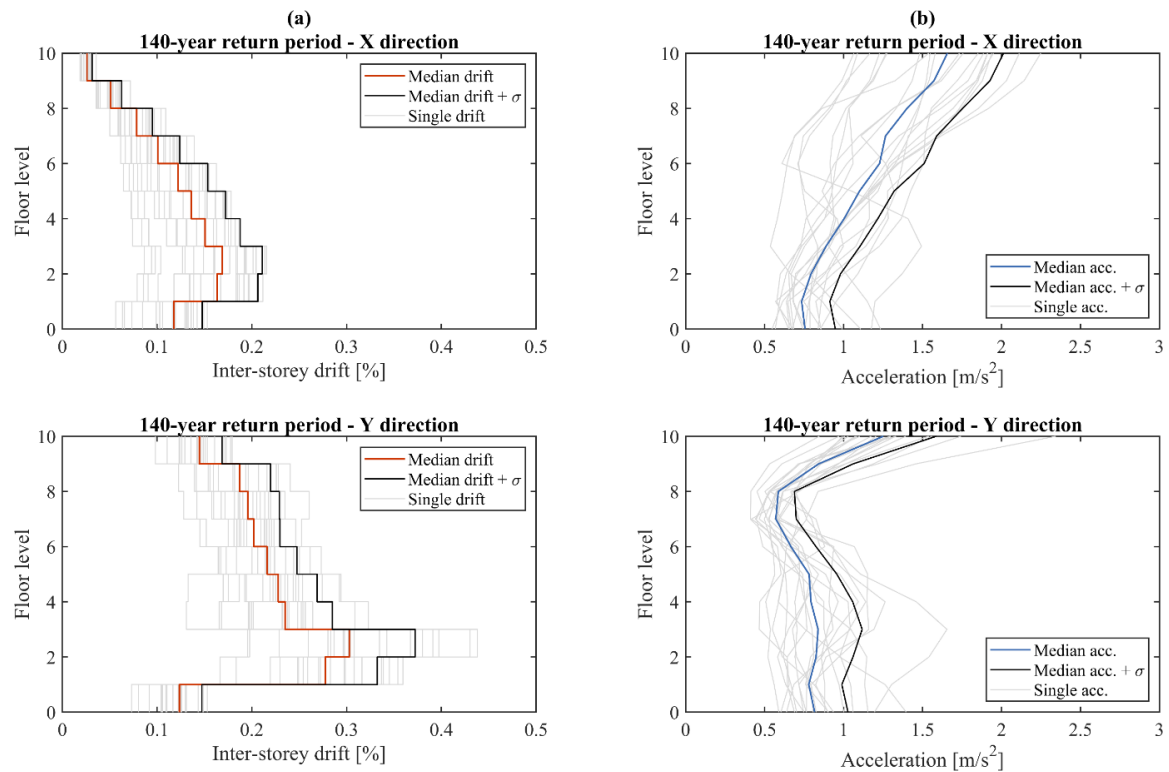 (a)
140-year return period - X direction
10
8
6
4
2
0
Floor level
Median drift
Median drift + σ
Single drift
0 0.1 0.2 0.3 0.4 0.5
Inter-storey drift [%]
(b)
140-year return period - X direction
10
8
6
4
2
0
Floor level
Median acc.
Median acc. + σ
Single acc.
0 0.5 1 1.5 2 2.5 3
Acceleration [m/s²]
140-year return period - Y direction
10
8
6
4
2
0
Floor level
Median drift
Median drift + σ
Single drift
0 0.1 0.2 0.3 0.4 0.5
Inter-storey drift [%]
140-year return period - Y direction
10
8
6
4
2
0
Floor level
Median acc.
Median acc. + σ
Single acc.
0 0.5 1 1.5 2 2.5 3
Acceleration [m/s²]